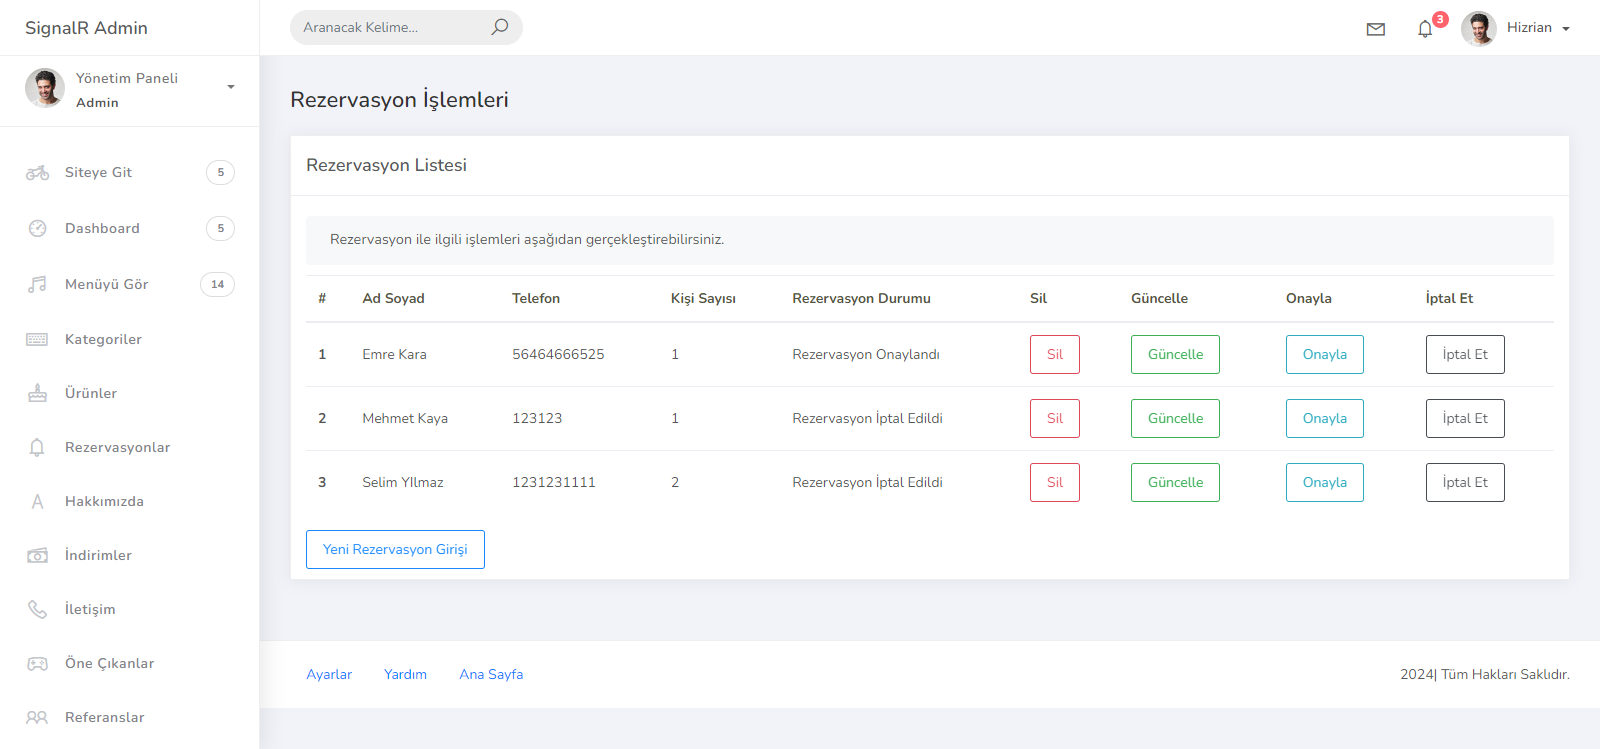 SignalR Admin
Aranacak Kelime...
3
Hizrian
Yönetim Paneli
Admin
Siteye Git 5
Dashboard 5
Menüyü Gör 14
Kategoriler
Ürünler
Rezervasyonlar
Hakkımızda
İndirimler
İletişim
Öne Çıkanlar
Referanslar
Rezervasyon İşlemleri
Rezervasyon Listesi
Rezervasyon ile ilgili işlemleri aşağıdan gerçekleştirebilirsiniz.
# Ad Soyad Telefon Kişi Sayısı Rezervasyon Durumu Sil Güncelle Onayla İptal Et
1 Emre Kara 56464666525 1 Rezervasyon Onaylandı Sil Güncelle Onayla İptal Et
2 Mehmet Kaya 123123 1 Rezervasyon İptal Edildi Sil Güncelle Onayla İptal Et
3 Selim YIlmaz 1231231111 2 Rezervasyon İptal Edildi Sil Güncelle Onayla İptal Et
Yeni Rezervasyon Girişi
Ayarlar Yardım Ana Sayfa 2024| Tüm Hakları Saklıdır.